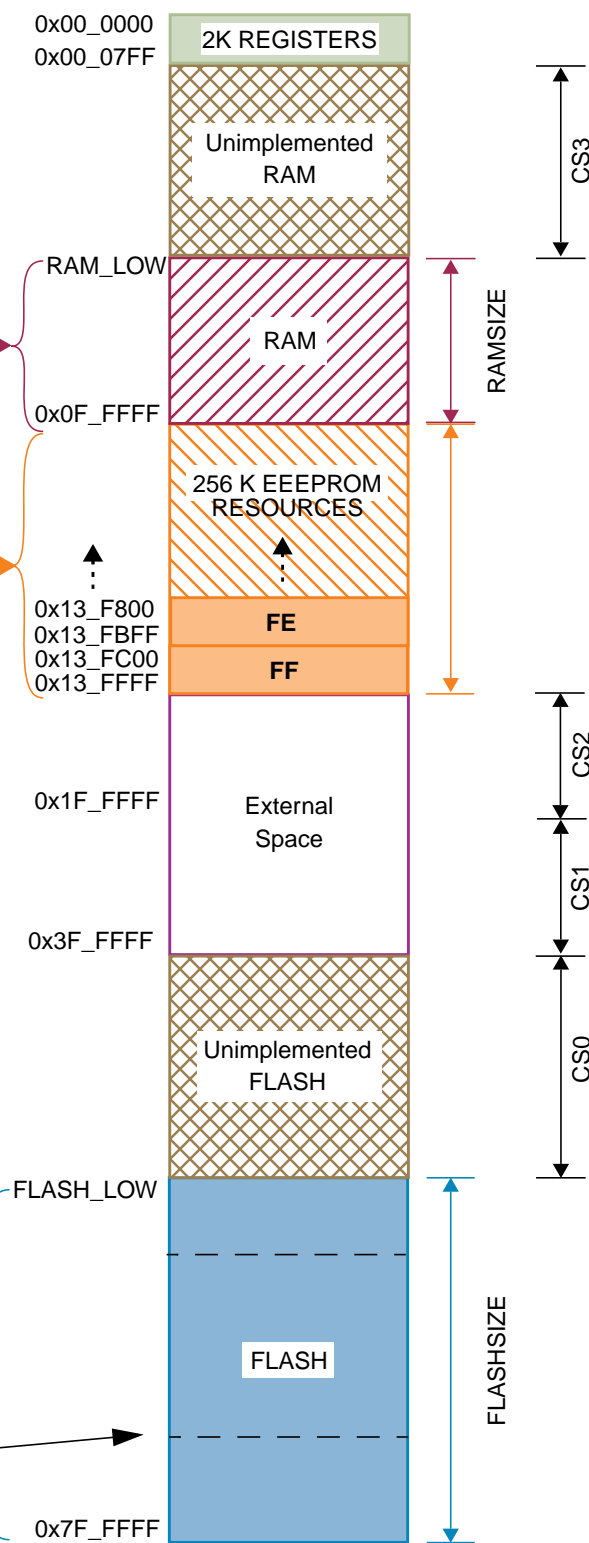 0x00_0000
2K REGISTERS
0x00_07FF
Unimplemented
RAM
CS3
RAM_LOW
RAM
RAMSIZE
0x0F_FFFF
256 K EEEPROM
RESOURCES
0x13_F800
FE
0x13_FBFF
0x13_FC00
FF
0x13_FFFF
CS2
0x1F_FFFF
External
Space
CS1
0x3F_FFFF
Unimplemented
FLASH
CS0
FLASH_LOW
FLASH
FLASHSIZE
0x7F_FFFF